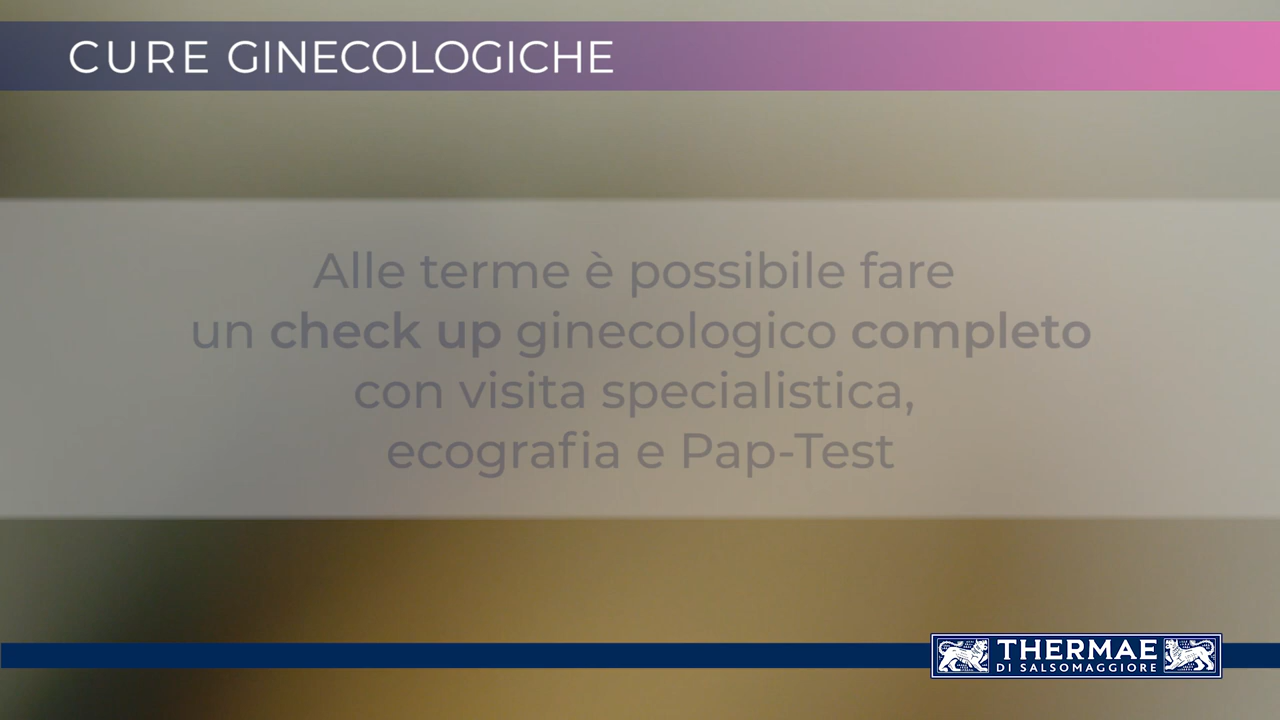 CURE GINECOLOGICHE
Alle terme è possibile fare
un check up ginecologico completo
con visita specialistica,
ecografia e Pap-Test
THERMAE
DI SALSOMAGGIORE